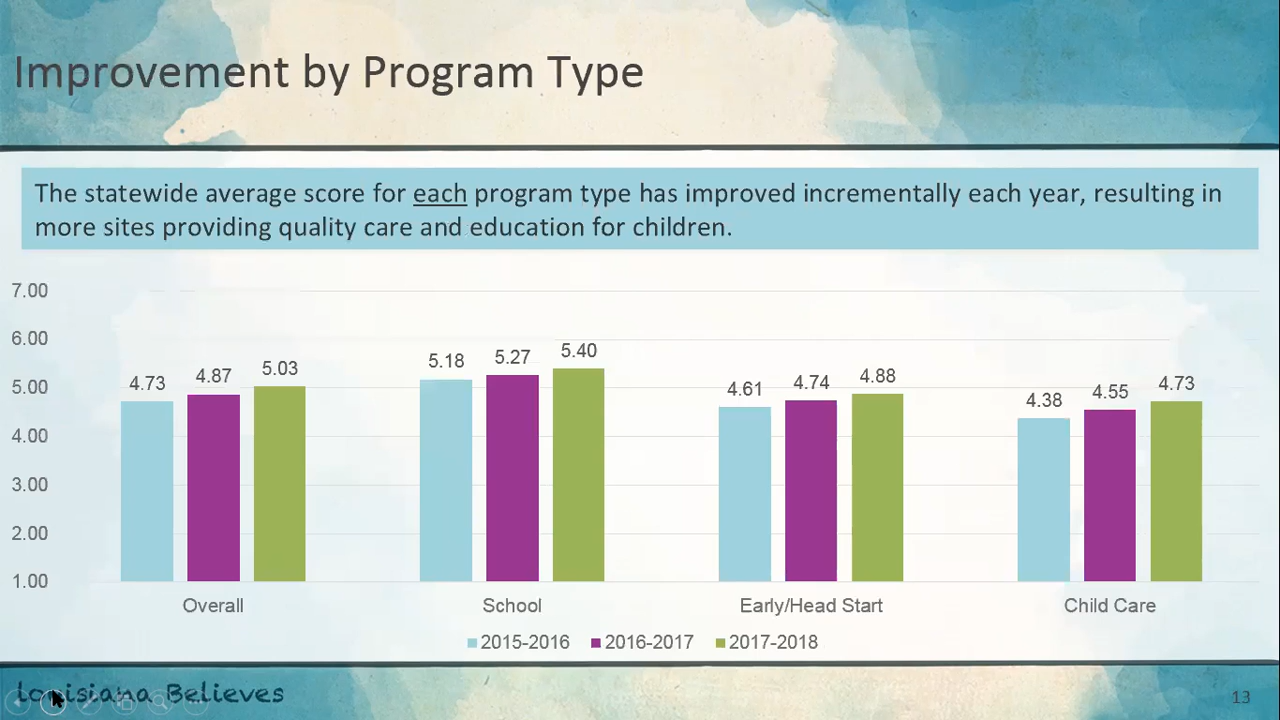 Improvement by Program Type
The statewide average score for each program type has improved incrementally each year, resulting in
more sites providing quality care and education for children.
7.00
6.00
5.00
4.00
3.00
2.00
1.00
4.73 4.87 5.03
5.18 5.27 5.40
4.61 4.74 4.88
4.38 4.55 4.73
Overall School Early/Head Start Child Care
2015-2016 2016-2017 2017-2018
Louisiana Believes
13